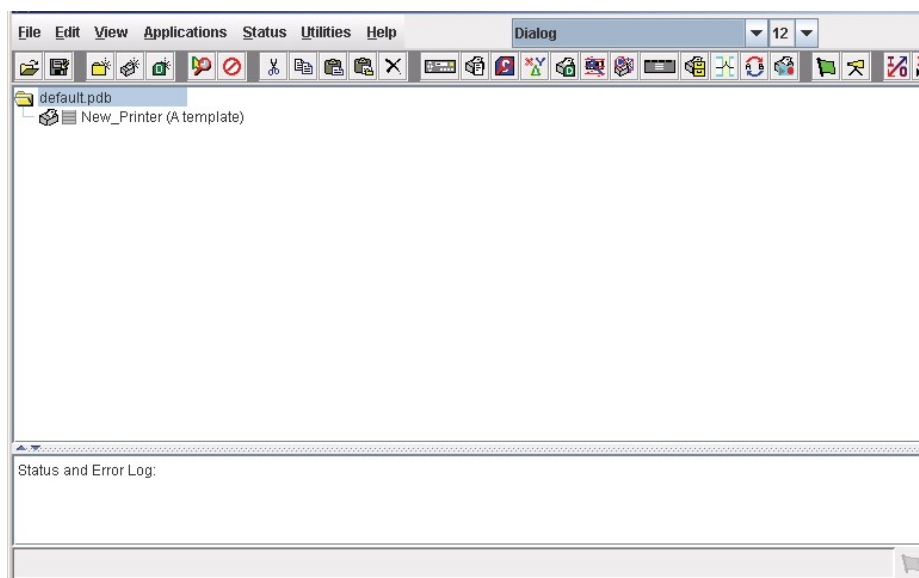 File Edit View Applications Status Utilities Help Dialog 12
default.pdb
New_Printer (A template)
Status and Error Log: